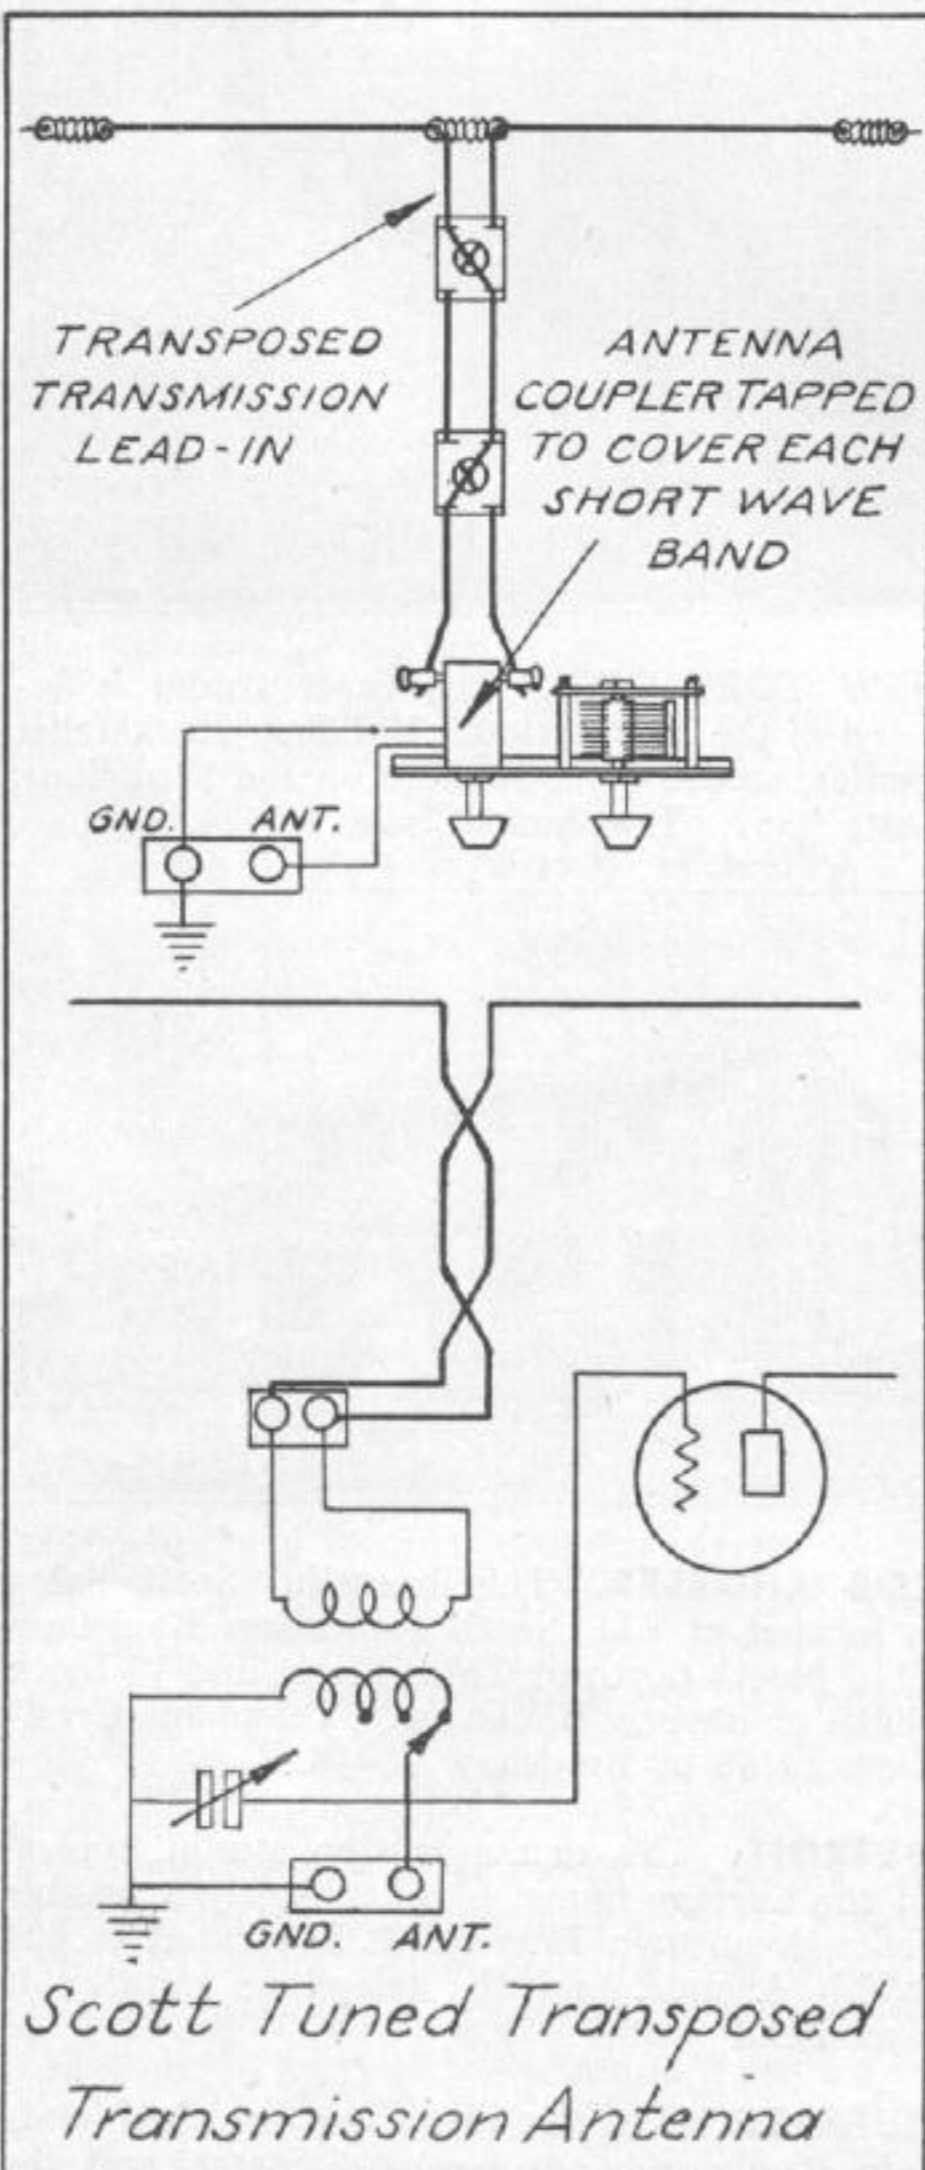 TRANSPOSED
TRANSMISSION
LEAD-IN
ANTENNA
COUPLER TAPPED
TO COVER EACH
SHORT WAVE
BAND
GND.
ANT.
GND.
ANT.
Scott Tuned Transposed
Transmission Antenna